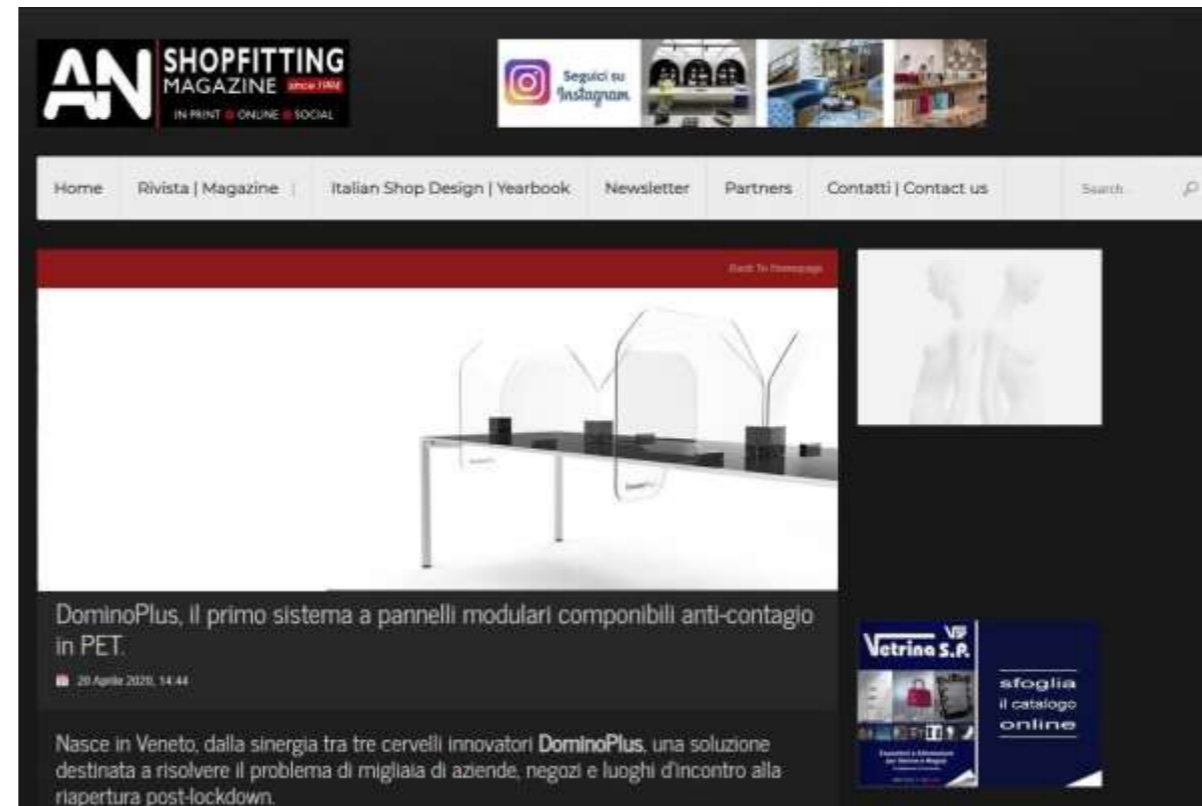 AN SHOPFITTING
MAGAZINE since 1994
IN PRINT ONLINE SOCIAL
Seguici su
Instagram
Home Rivista | Magazine | Italian Shop Design | Yearbook Newsletter Partners Contatti | Contact us Search
Back To Homepage
DominoPlus, il primo sistema a pannelli modulari componibili anti-contagio
in PET.
20 Aprile 2020, 14:44
Nasce in Veneto, dalla sinergia tra tre cervelli innovatori DominoPlus, una soluzione
destinata a risolvere il problema di migliaia di aziende, negozi e luoghi d'incontro alla
riapertura post-lockdown.
Vetrina S.P.
sfoglia
il catalogo
online